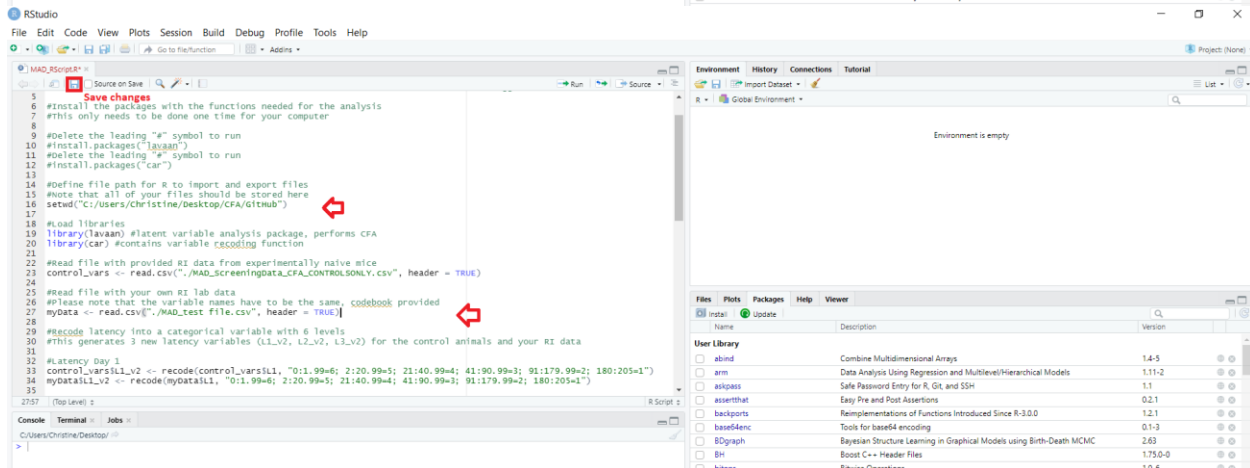 RStudio
File Edit Code View Plots Session Build Debug Profile Tools Help
Go to file/function Addins Project: (None)
MAD_RScript.R*
Source on Save Run Source
Save changes
5
6 #Install the packages with the functions needed for the analysis
7 #This only needs to be done one time for your computer
8
9 #Delete the leading "#" symbol to run
10 #install.packages("lavaan")
11 #Delete the leading "#" symbol to run
12 #install.packages("car")
13
14 #Define file path for R to import and export files
15 #Note that all of your files should be stored here
16 setwd("C:/Users/Christine/Desktop/CFA/GitHub")
17
18 #Load libraries
19 library(lavaan) #latent variable analysis package, performs CFA
20 library(car) #contains variable recoding function
21
22 #Read file with provided RI data from experimentally naive mice
23 control_vars <- read.csv("./MAD_ScreeningData_CFA_CONTROLSONLY.csv", header = TRUE)
24
25 #Read file with your own RI lab data
26 #Please note that the variable names have to be the same, codebook provided
27 myData <- read.csv("./MAD_test file.csv", header = TRUE)
28
29 #Recode latency into a categorical variable with 6 levels
30 #This generates 3 new latency variables (L1_v2, L2_v2, L3_v2) for the control animals and your RI data
31
32 #Latency Day 1
33 control_vars$L1_v2 <- recode(control_vars$L1, "0:1.99=6; 2:20.99=5; 21:40.99=4; 41:90.99=3; 91:179.99=2; 180:205=1")
34 myData$L1_v2 <- recode(myData$L1, "0:1.99=6; 2:20.99=5; 21:40.99=4; 41:90.99=3; 91:179.99=2; 180:205=1")
35
27:57 (Top Level) R Script
Console Terminal Jobs
C:/Users/Christine/Desktop/
>
Environment History Connections Tutorial
Import Dataset List
R Global Environment
Environment is empty
Files Plots Packages Help Viewer
Install Update
Name Description Version
User Library
abind Combine Multidimensional Arrays 1.4-5
arm Data Analysis Using Regression and Multilevel/Hierarchical Models 1.11-2
askpass Safe Password Entry for R, Git, and SSH 1.1
assertthat Easy Pre and Post Assertions 0.2.1
backports Reimplementations of Functions Introduced Since R-3.0.0 1.2.1
base64enc Tools for base64 encoding 0.1-3
BDgraph Bayesian Structure Learning in Graphical Models using Birth-Death MCMC 2.63
BH Boost C++ Header Files 1.75.0-0